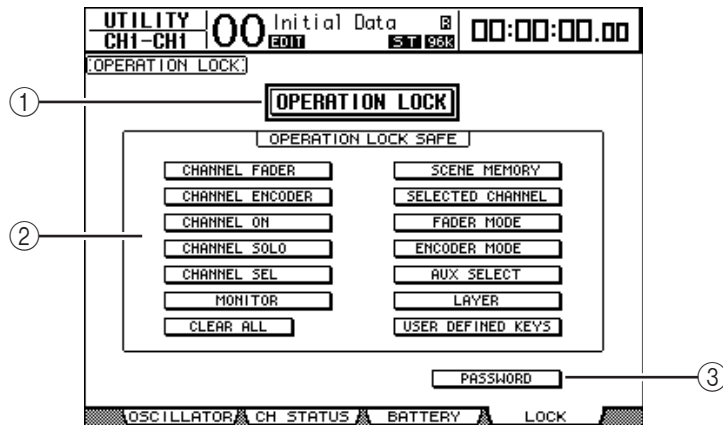 UTILITY
CH1-CH1
00 Initial Data R
EDIT ST 96K
00:00:00.00
OPERATION LOCK
1
OPERATION LOCK
OPERATION LOCK SAFE
2
CHANNEL FADER
SCENE MEMORY
CHANNEL ENCODER
SELECTED CHANNEL
CHANNEL ON
FADER MODE
CHANNEL SOLO
ENCODER MODE
CHANNEL SEL
AUX SELECT
MONITOR
LAYER
CLEAR ALL
USER DEFINED KEYS
PASSWORD
3
OSCILLATOR CH STATUS BATTERY LOCK